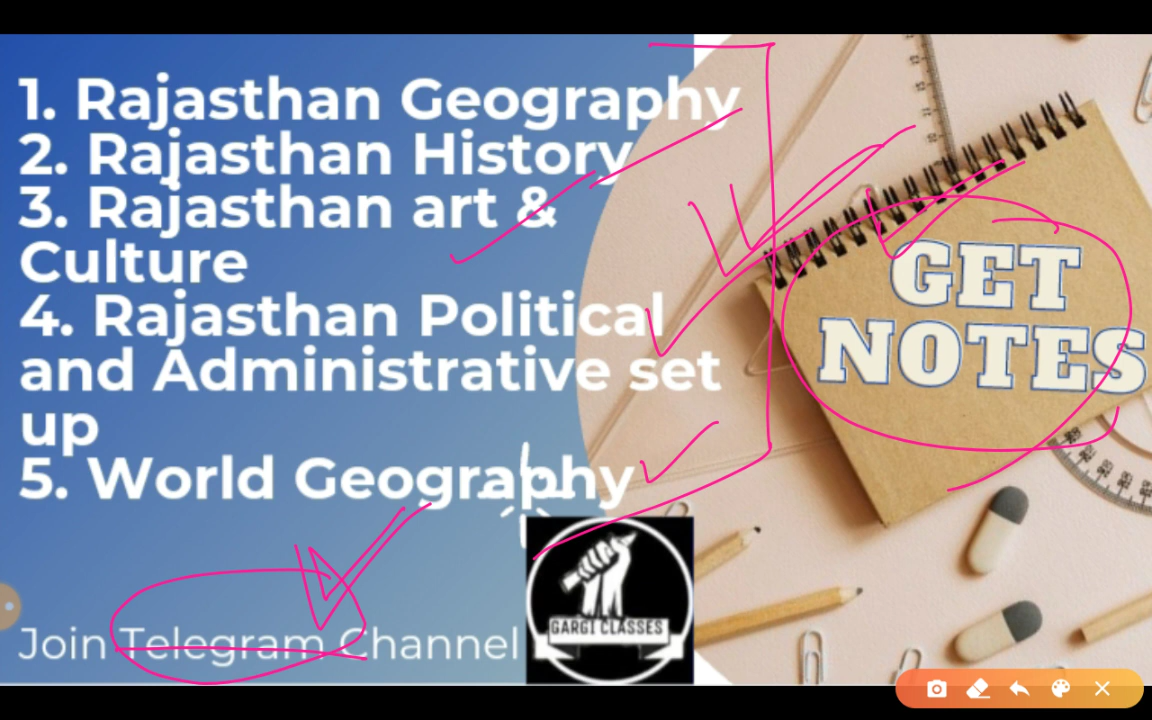 1. Rajasthan Geography
2. Rajasthan History
3. Rajasthan art &
Culture
4. Rajasthan Political
and Administrative set
up
5. World Geography
Join Telegram Channel
GARGI CLASSES
GET
NOTES